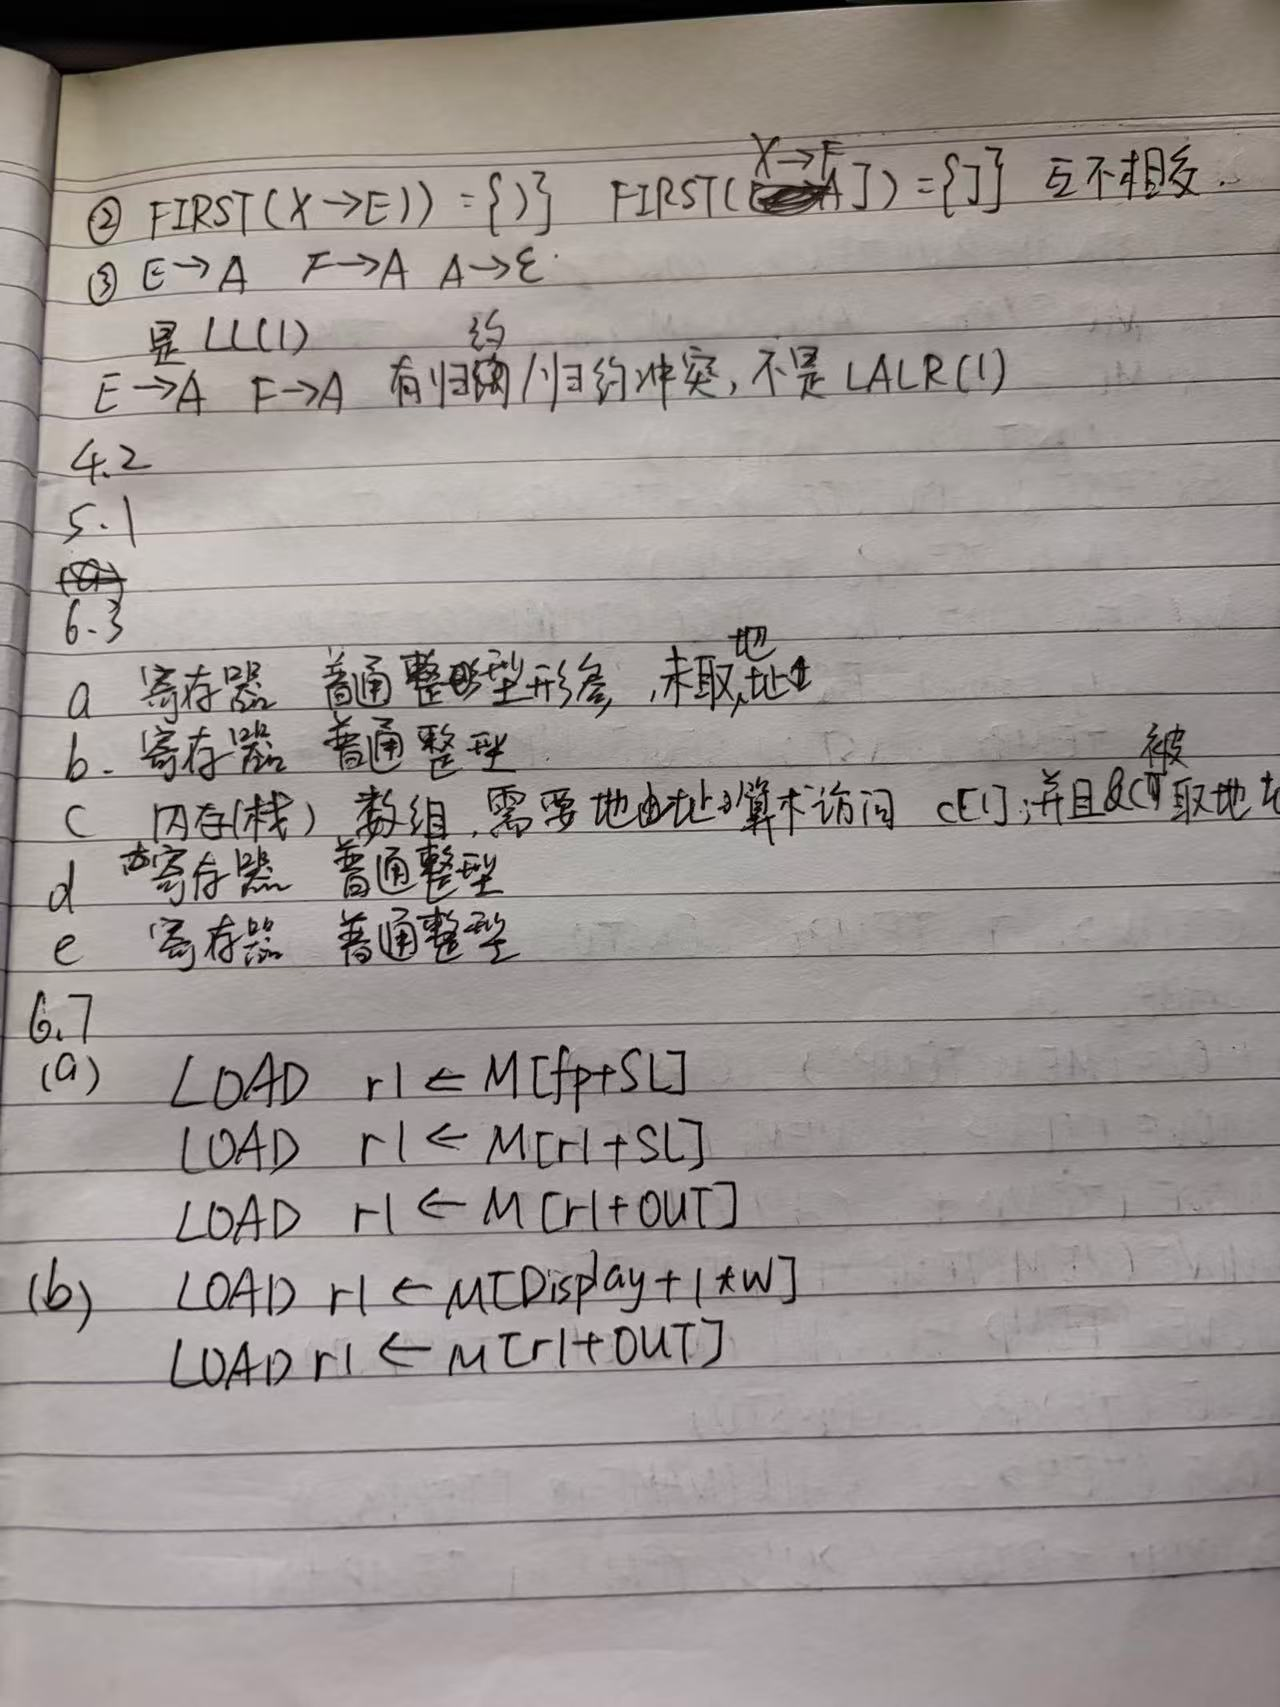 ② FIRST(X→E)) = {)} FIRST(X→F]) = {]} 互不相交.
③ E→A F→A A→ε
是 LL(1)
E→A F→A 有归约/归约冲突, 不是 LALR(1)
4.2
5.1
6.3
a 寄存器 普通整型形参, 未取地址
b. 寄存器 普通整型
c 内存(栈) 数组, 需要地址算术访问 c[1]; 并且&c[ 被取地
d 寄存器 普通整型
e 寄存器 普通整型
6.7
(a) LOAD r1 ← M[fp+SL]
LOAD r1 ← M[r1+SL]
LOAD r1 ← M[r1+OUT]
(b) LOAD r1 ← M[Display+1*W]
LOAD r1 ← M[r1+OUT]